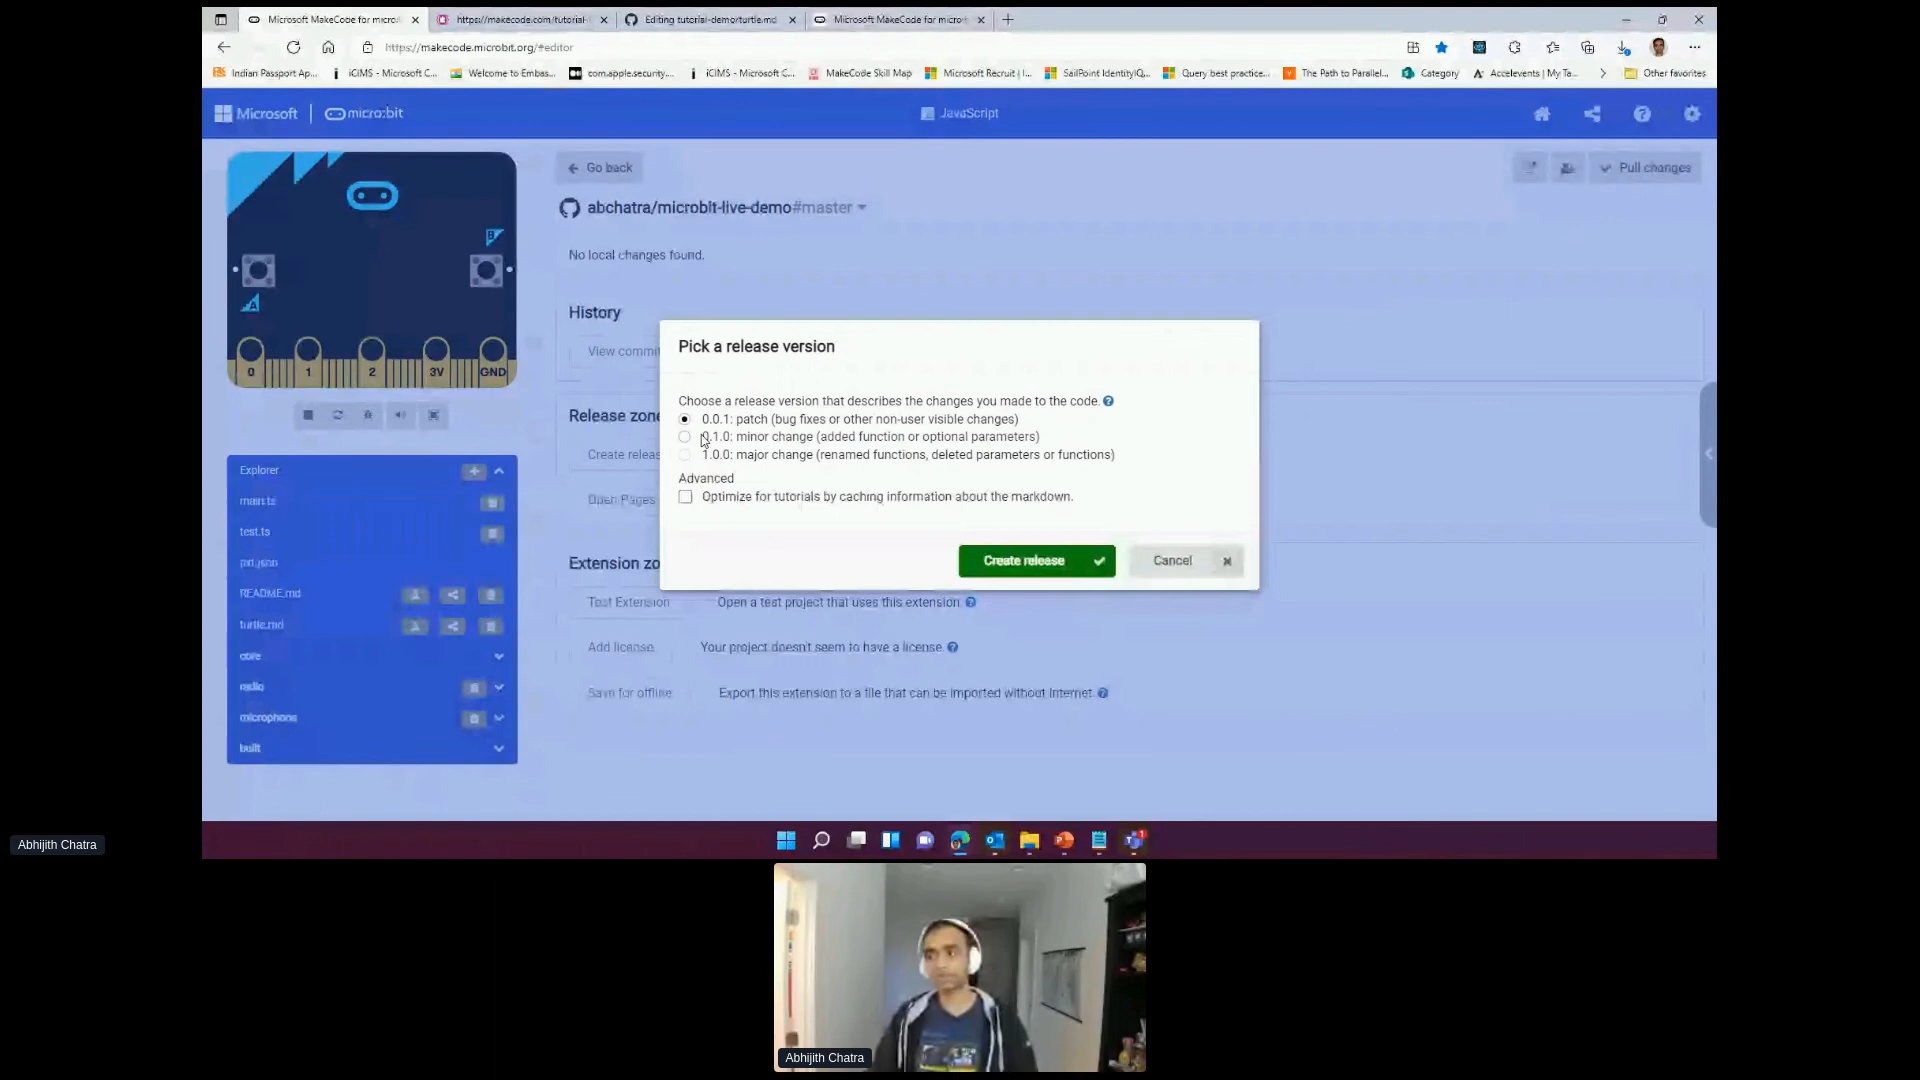 Microsoft MakeCode for micro:
https://makecode.com/tutorial-
Editing tutorial-demo/turtle.md
Microsoft MakeCode for micro:
https://makecode.microbit.org/#editor
Indian Passport Ap...
iCIMS - Microsoft C...
Welcome to Embas...
com.apple.security....
iCIMS - Microsoft C...
MakeCode Skill Map
Microsoft Recruit | I...
SailPoint IdentityIQ...
Query best practice...
The Path to Parallel...
Category
Accelevents | My Ta...
Other favorites
Microsoft
micro:bit
JavaScript
Go back
Pull changes
abchatra/microbit-live-demo#master
No local changes found.
History
View commi
Release zone
Create releas
Open Pages
Extension zo
Test Extension
Open a test project that uses this extension.
Add license
Your project doesn't seem to have a license.
Save for offline
Export this extension to a file that can be imported without Internet.
Pick a release version
Choose a release version that describes the changes you made to the code.
0.0.1: patch (bug fixes or other non-user visible changes)
0.1.0: minor change (added function or optional parameters)
1.0.0: major change (renamed functions, deleted parameters or functions)
Advanced
Optimize for tutorials by caching information about the markdown.
Create release
Cancel
B
A
0
1
2
3V
GND
Explorer
main.ts
test.ts
pxt.json
README.md
turtle.md
core
radio
microphone
built
1
Abhijith Chatra
Abhijith Chatra